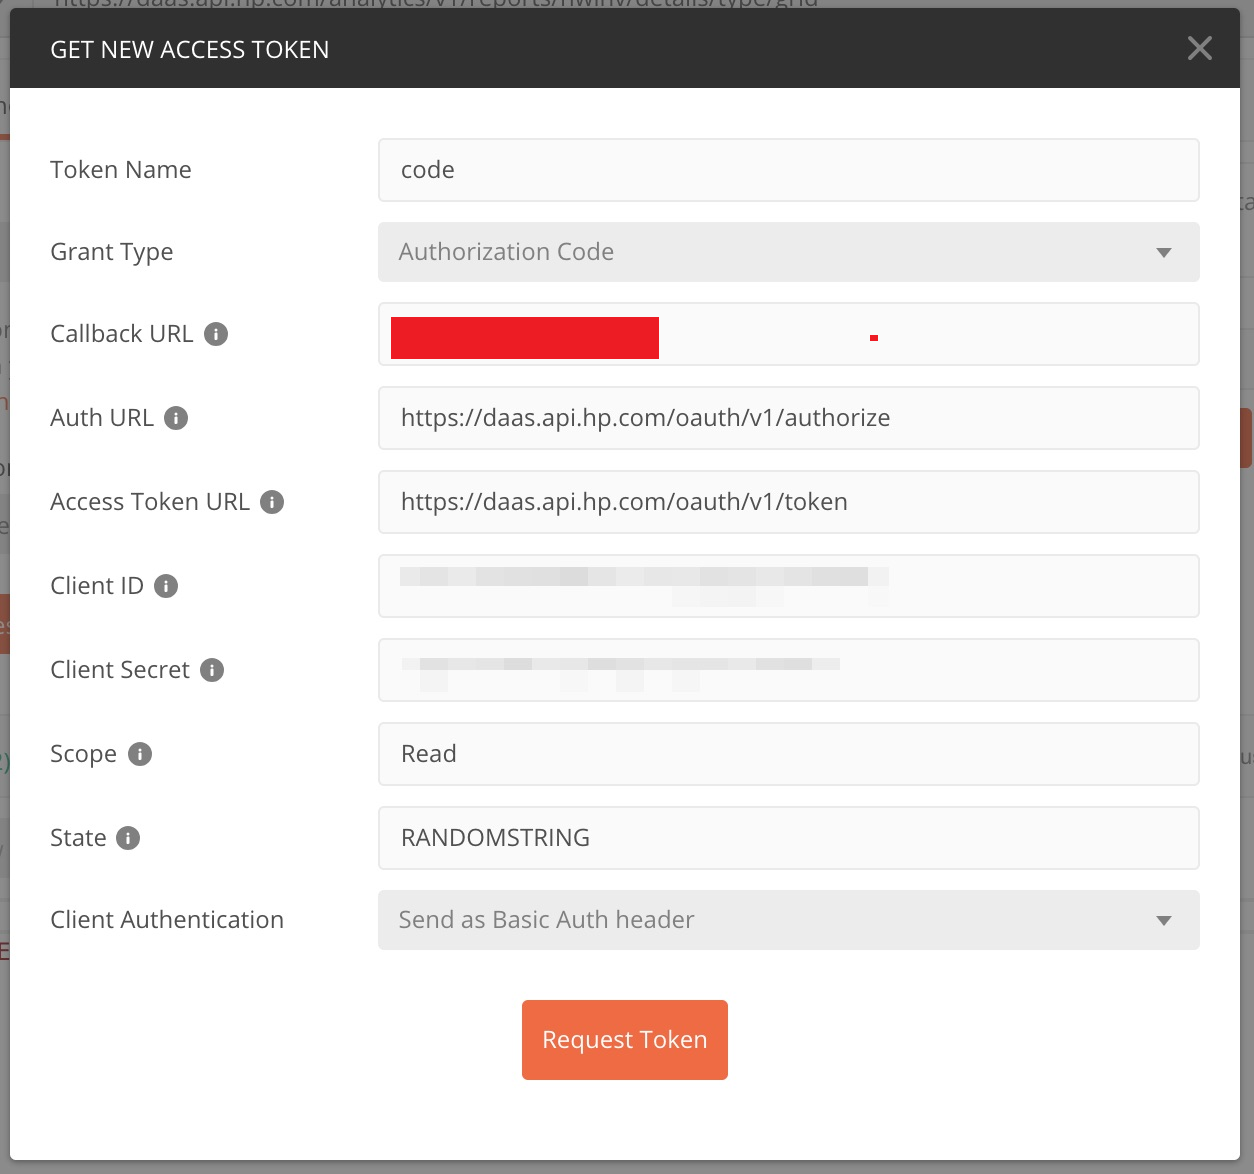 https://daas.api.hp.com/analytics/v1/reports/hwinv/details/type/grid
GET NEW ACCESS TOKEN
Token Name
code
Grant Type
Authorization Code
Callback URL
Auth URL
https://daas.api.hp.com/oauth/v1/authorize
Access Token URL
https://daas.api.hp.com/oauth/v1/token
Client ID
Client Secret
Scope
Read
State
RANDOMSTRING
Client Authentication
Send as Basic Auth header
Request Token